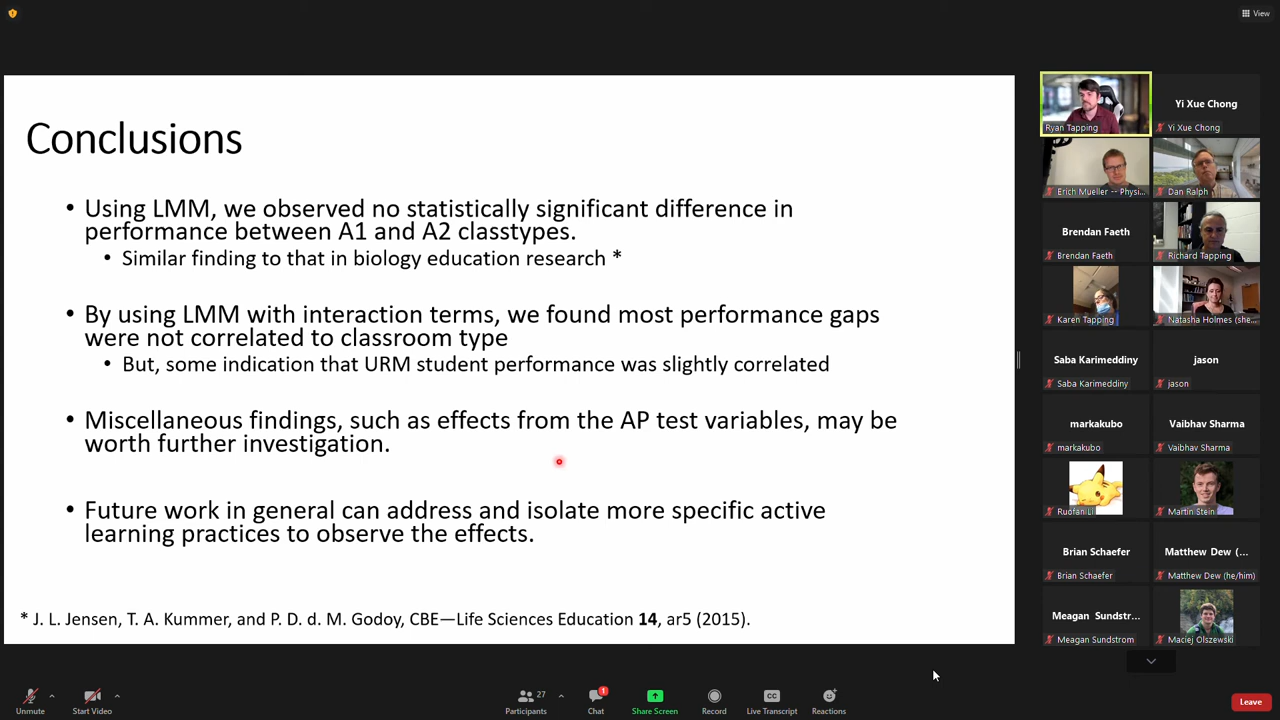 View
Conclusions
• Using LMM, we observed no statistically significant difference in
performance between A1 and A2 classtypes.
• Similar finding to that in biology education research *
• By using LMM with interaction terms, we found most performance gaps
were not correlated to classroom type
• But, some indication that URM student performance was slightly correlated
• Miscellaneous findings, such as effects from the AP test variables, may be
worth further investigation.
• Future work in general can address and isolate more specific active
learning practices to observe the effects.
* J. L. Jensen, T. A. Kummer, and P. D. d. M. Godoy, CBE—Life Sciences Education 14, ar5 (2015).
Ryan Tapping
Yi Xue Chong
Yi Xue Chong
Erich Mueller -- Physi...
Dan Ralph
Brendan Faeth
Brendan Faeth
Richard Tapping
Karen Tapping
Natasha Holmes (she...
Saba Karimeddiny
Saba Karimeddiny
jason
jason
markakubo
markakubo
Vaibhav Sharma
Vaibhav Sharma
Ruofan Li
Martin Stein
Brian Schaefer
Brian Schaefer
Matthew Dew (...
Matthew Dew (he/him)
Meagan Sundstr...
Meagan Sundstrom
Maciej Olszewski
Unmute
Start Video
27
Participants
1
Chat
Share Screen
Record
CC
Live Transcript
Reactions
Leave